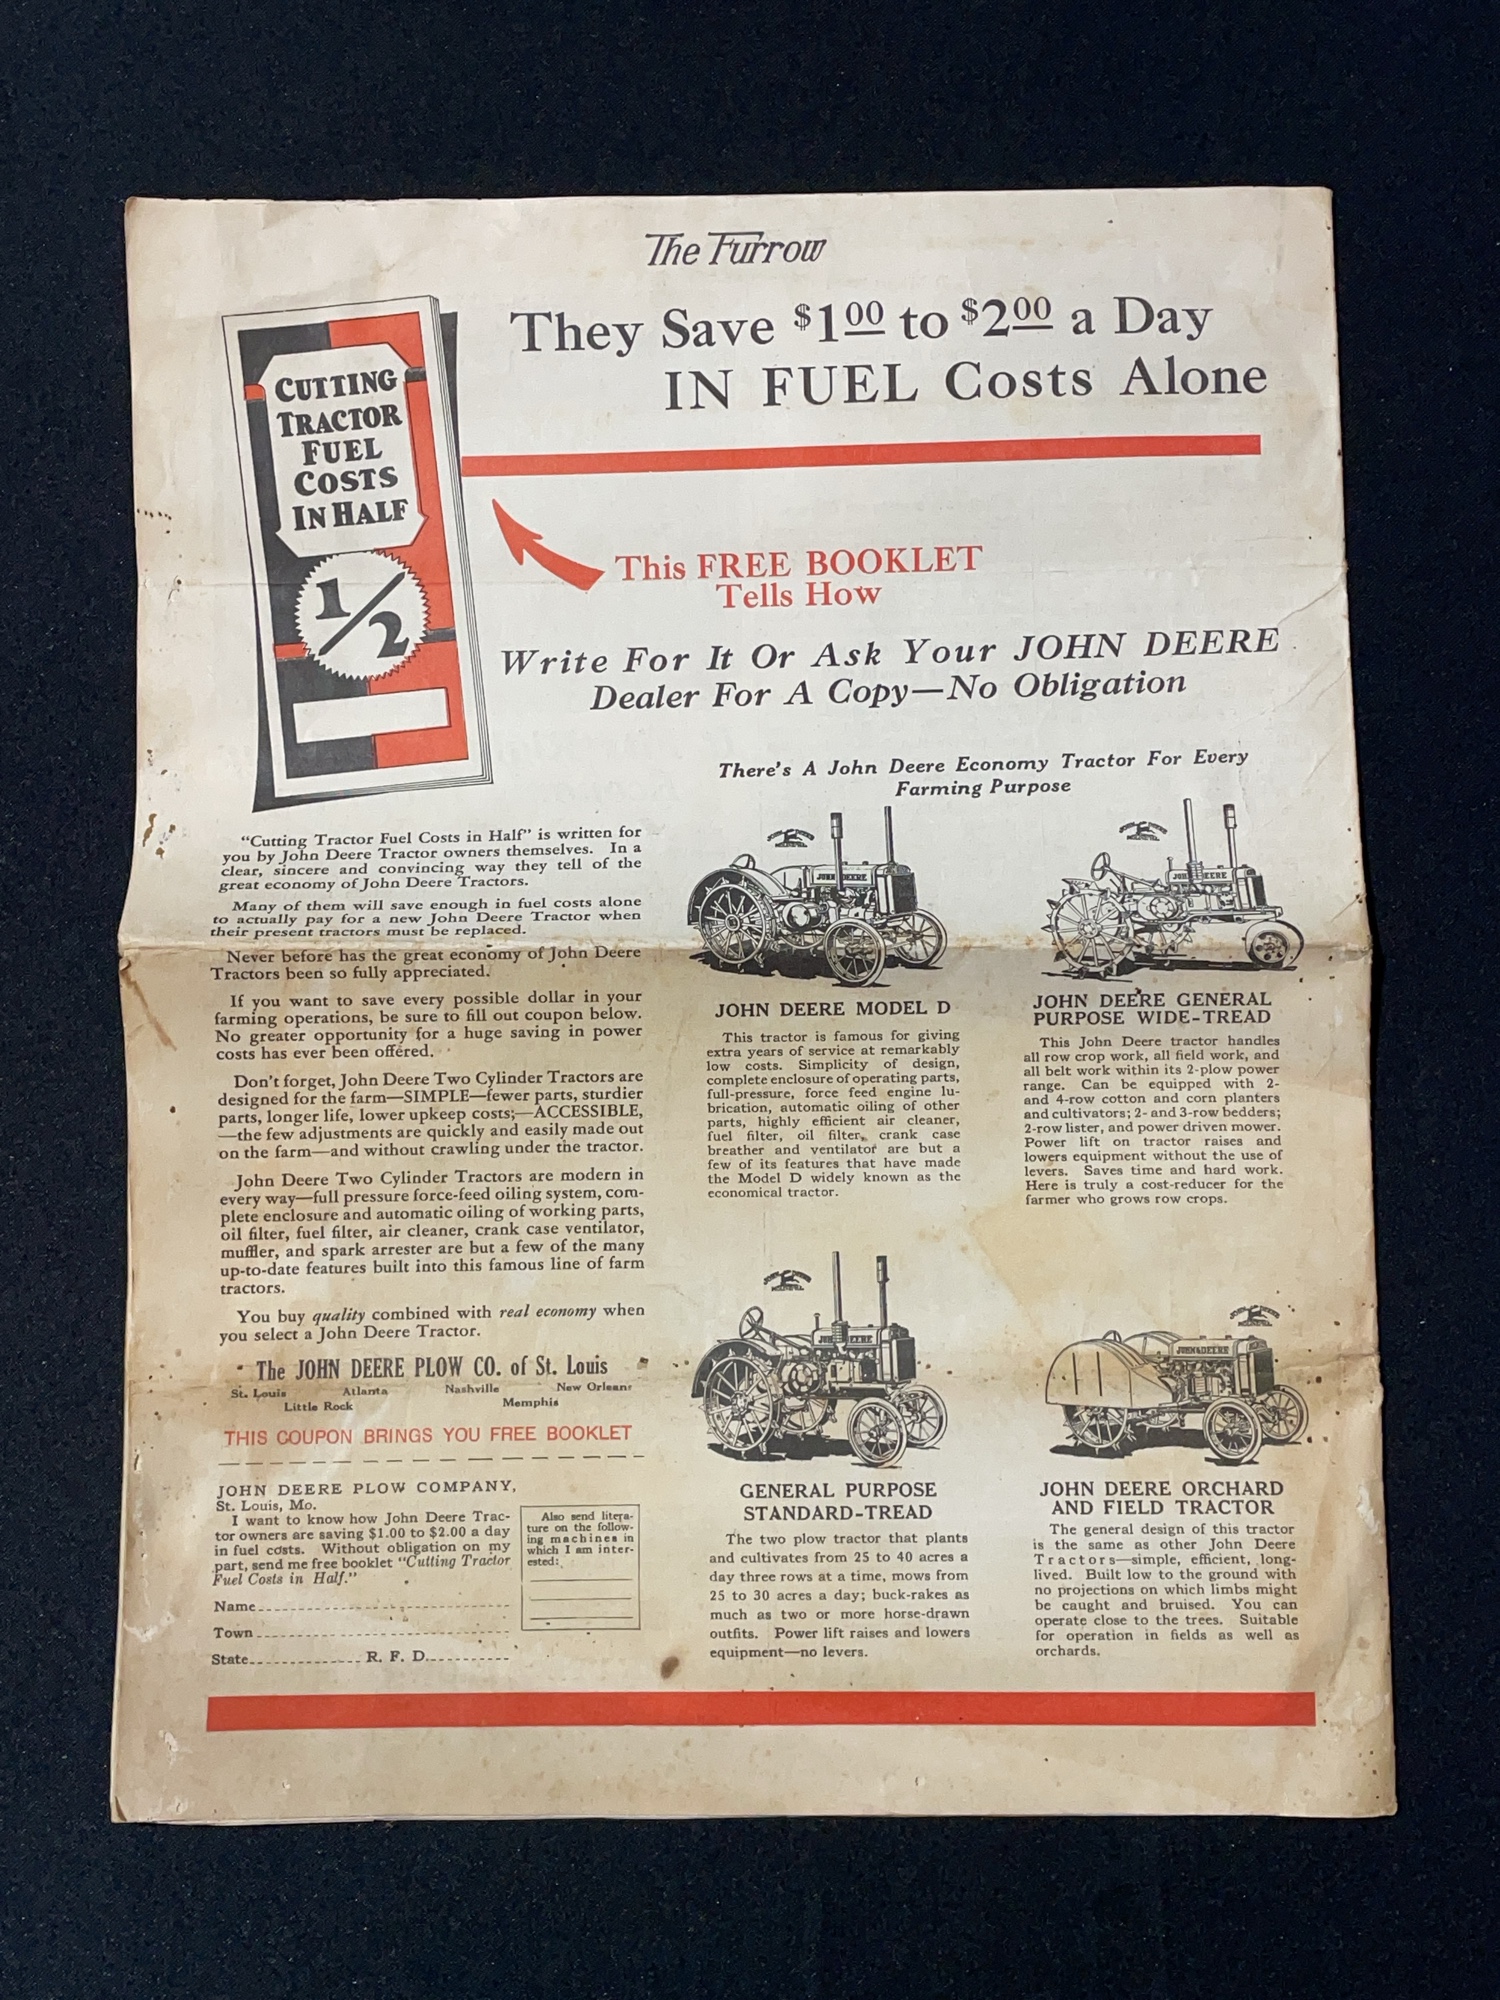 The Furrow
They Save $1.00 to $2.00 a Day
IN FUEL Costs Alone
CUTTING
TRACTOR
FUEL
COSTS
IN HALF
1/2
This FREE BOOKLET
Tells How
Write For It Or Ask Your JOHN DEERE
Dealer For A Copy—No Obligation
There's A John Deere Economy Tractor For Every
Farming Purpose
"Cutting Tractor Fuel Costs in Half" is written for
you by John Deere Tractor owners themselves. In a
clear, sincere and convincing way they tell of the
great economy of John Deere Tractors.
Many of them will save enough in fuel costs alone
to actually pay for a new John Deere Tractor when
their present tractors must be replaced.
Never before has the great economy of John Deere
Tractors been so fully appreciated.
If you want to save every possible dollar in your
farming operations, be sure to fill out coupon below.
No greater opportunity for a huge saving in power
costs has ever been offered.
Don't forget, John Deere Two Cylinder Tractors are
designed for the farm—SIMPLE—fewer parts, sturdier
parts, longer life, lower upkeep costs;—ACCESSIBLE,
—the few adjustments are quickly and easily made out
on the farm—and without crawling under the tractor.
John Deere Two Cylinder Tractors are modern in
every way—full pressure force-feed oiling system, com-
plete enclosure and automatic oiling of working parts,
oil filter, fuel filter, air cleaner, crank case ventilator,
muffler, and spark arrester are but a few of the many
up-to-date features built into this famous line of farm
tractors.
You buy quality combined with real economy when
you select a John Deere Tractor.
The JOHN DEERE PLOW CO. of St. Louis
St. Louis Atlanta Nashville New Orleans
Little Rock Memphis
THIS COUPON BRINGS YOU FREE BOOKLET
JOHN DEERE PLOW COMPANY,
St. Louis, Mo.
I want to know how John Deere Trac-
tor owners are saving $1.00 to $2.00 a day
in fuel costs. Without obligation on my
part, send me free booklet "Cutting Tractor
Fuel Costs in Half."
Name
Town
State R. F. D.
Also send litera-
ture on the follow-
ing machines in
which I am inter-
ested:
JOHN DEERE
JOHN DEERE MODEL D
This tractor is famous for giving
extra years of service at remarkably
low costs. Simplicity of design,
complete enclosure of operating parts,
full-pressure, force feed engine lu-
brication, automatic oiling of other
parts, highly efficient air cleaner,
fuel filter, oil filter, crank case
breather and ventilator are but a
few of its features that have made
the Model D widely known as the
economical tractor.
JOHN DEERE
JOHN DEERE GENERAL
PURPOSE WIDE-TREAD
This John Deere tractor handles
all row crop work, all field work, and
all belt work within its 2-plow power
range. Can be equipped with 2-
and 4-row cotton and corn planters
and cultivators; 2- and 3-row bedders;
2-row lister, and power driven mower.
Power lift on tractor raises and
lowers equipment without the use of
levers. Saves time and hard work.
Here is truly a cost-reducer for the
farmer who grows row crops.
JOHN DEERE
GENERAL PURPOSE
STANDARD-TREAD
The two plow tractor that plants
and cultivates from 25 to 40 acres a
day three rows at a time, mows from
25 to 30 acres a day; buck-rakes as
much as two or more horse-drawn
outfits. Power lift raises and lowers
equipment—no levers.
JOHN DEERE
JOHN DEERE ORCHARD
AND FIELD TRACTOR
The general design of this tractor
is the same as other John Deere
Tractors—simple, efficient, long-
lived. Built low to the ground with
no projections on which limbs might
be caught and bruised. You can
operate close to the trees. Suitable
for operation in fields as well as
orchards.